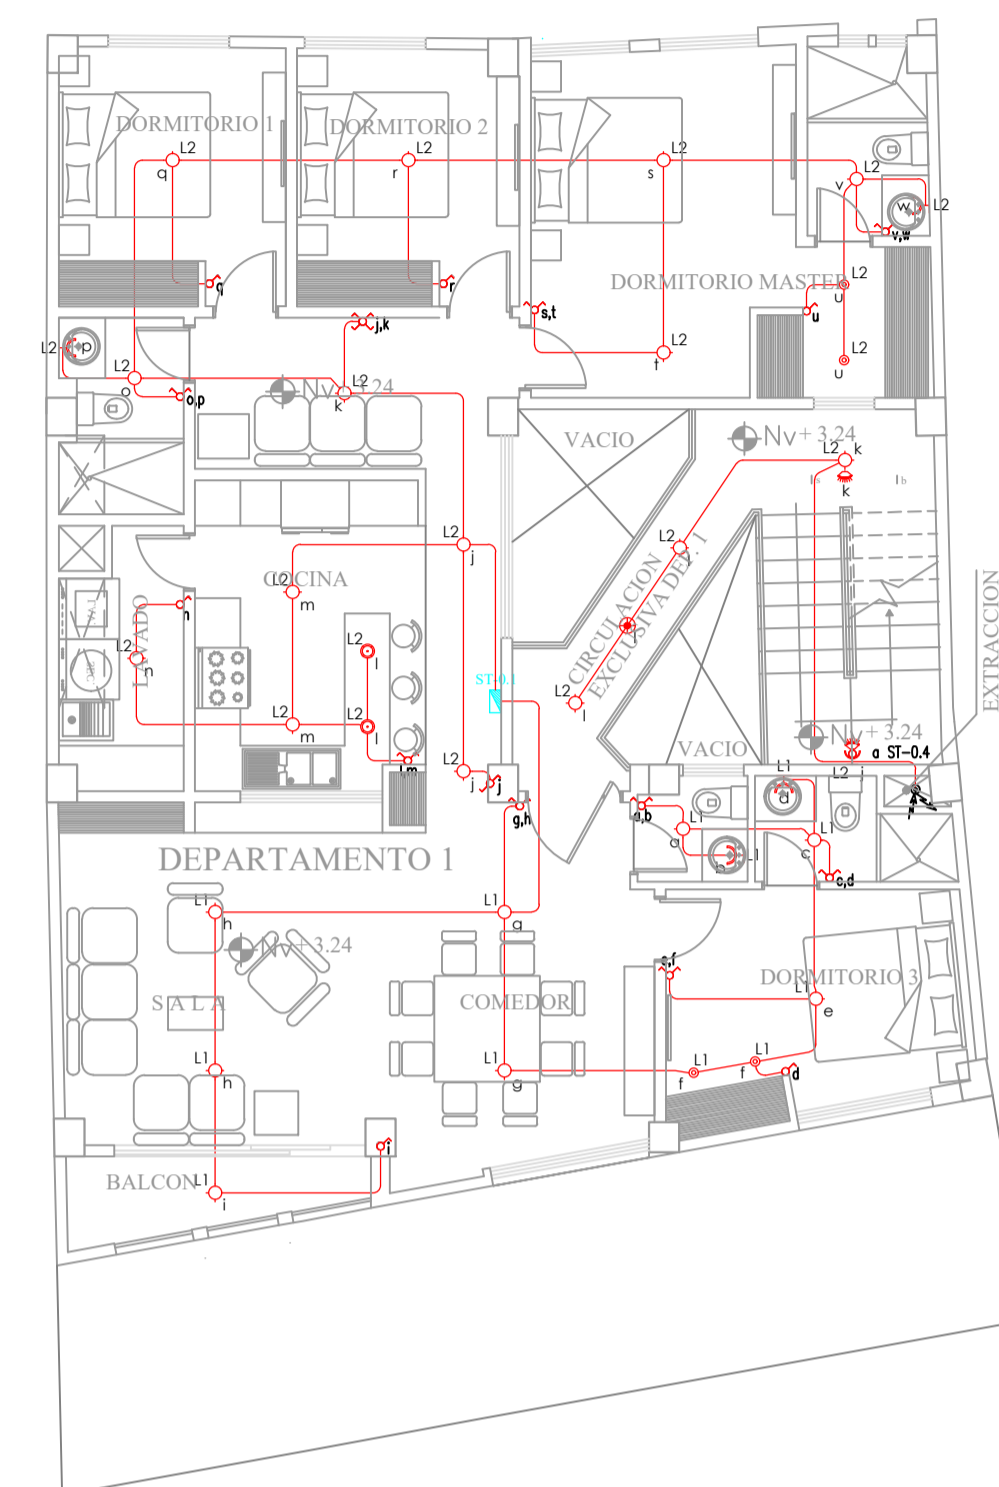 DORMITORIO 1
DORMITORIO 2
L2
L2
L2
q
r
s
L2
v
w
L2
v,w
DORMITORIO MASTER
L2
u
q
r
s,t
u
j,k
L2
p
L2
o
o,p
L2
k
Nv+ 3.24
t
L2
L2
u
VACIO
Nv+ 3.24
L2
k
k
L2
j
L2
COCINA
L2
m
LAVADO
n
L2
n
L2
l
L2
m
L2
l
l,m
CIRCULACION
EXCLUSIVA DEP. 1
L2
l
ST-0.1
L2
j
j
g,h
VACIO
Nv+ 3.24
a ST-0.4
j
EXTRACCION
L1
d
L2
a,b
L1
a
L1
b
L1
c
c,d
DEPARTAMENTO 1
L1
h
L1
g
Nv+ 3.24
SALA
COMEDOR
e,f
DORMITORIO 3
L1
e
L1
h
L1
g
L1
f
L1
f
d
i
BALCON
L1
i